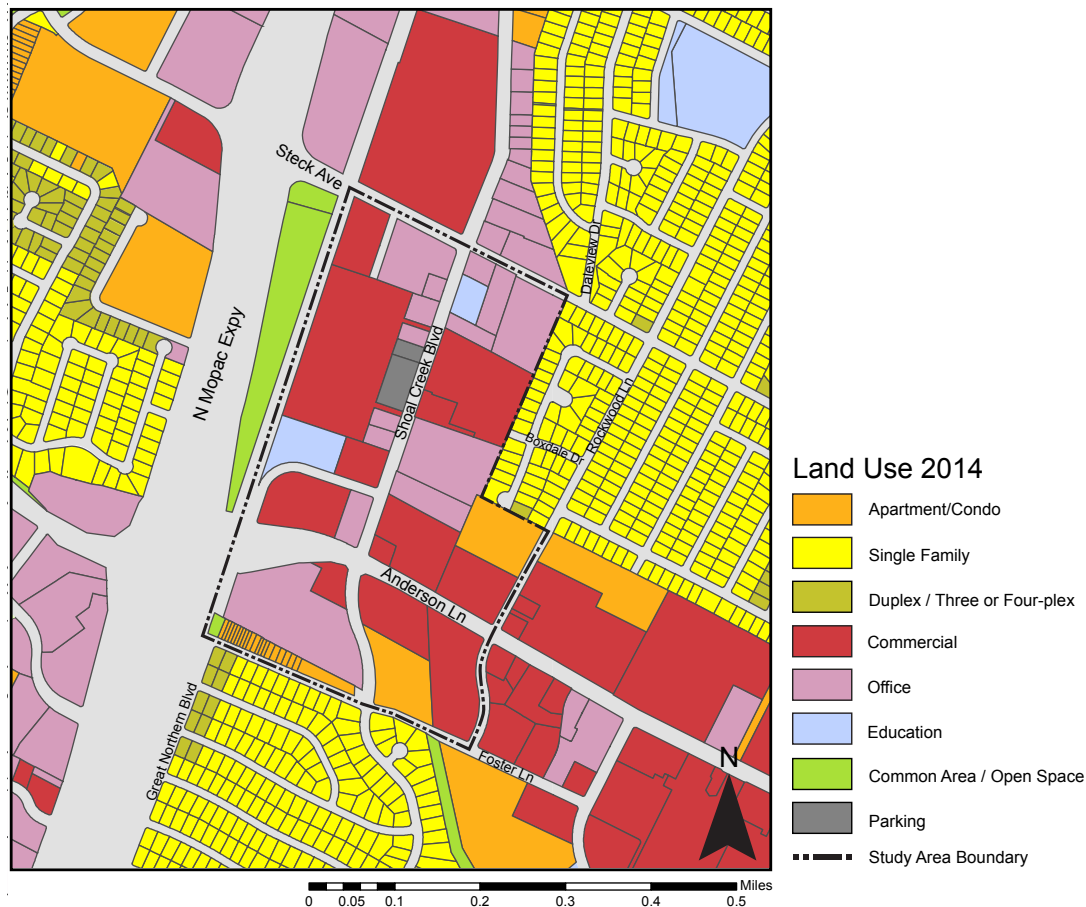 Steck Ave
Daleview Dr
N Mopac Expy
Shoal Creek Blvd
Rockwood Ln
Boxdale Dr
Anderson Ln
Great Northern Blvd
Foster Ln
N
Land Use 2014
Apartment/Condo
Single Family
Duplex / Three or Four-plex
Commercial
Office
Education
Common Area / Open Space
Parking
Study Area Boundary
Miles
0 0.05 0.1 0.2 0.3 0.4 0.5